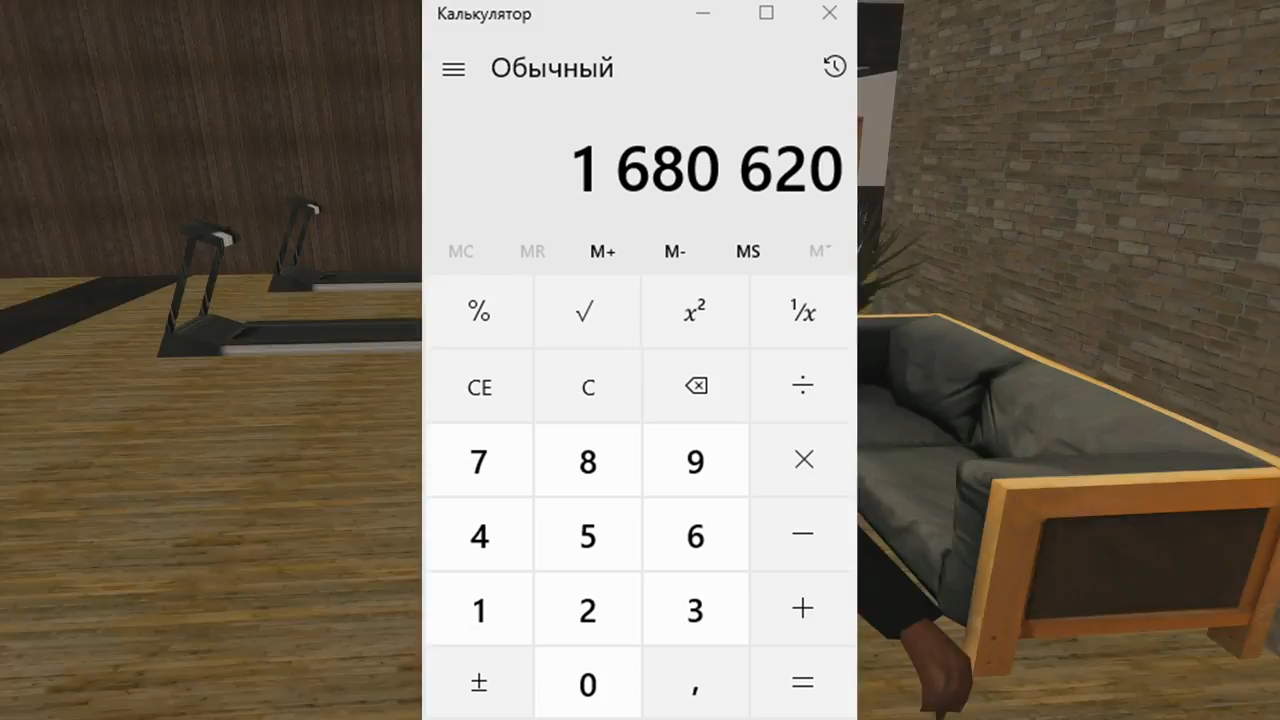 Калькулятор
Обычный
1 680 620
MC MR M+ M- MS M˅
% √ x² ¹/x
CE C ÷
7 8 9 ×
4 5 6 −
1 2 3 +
± 0 , =